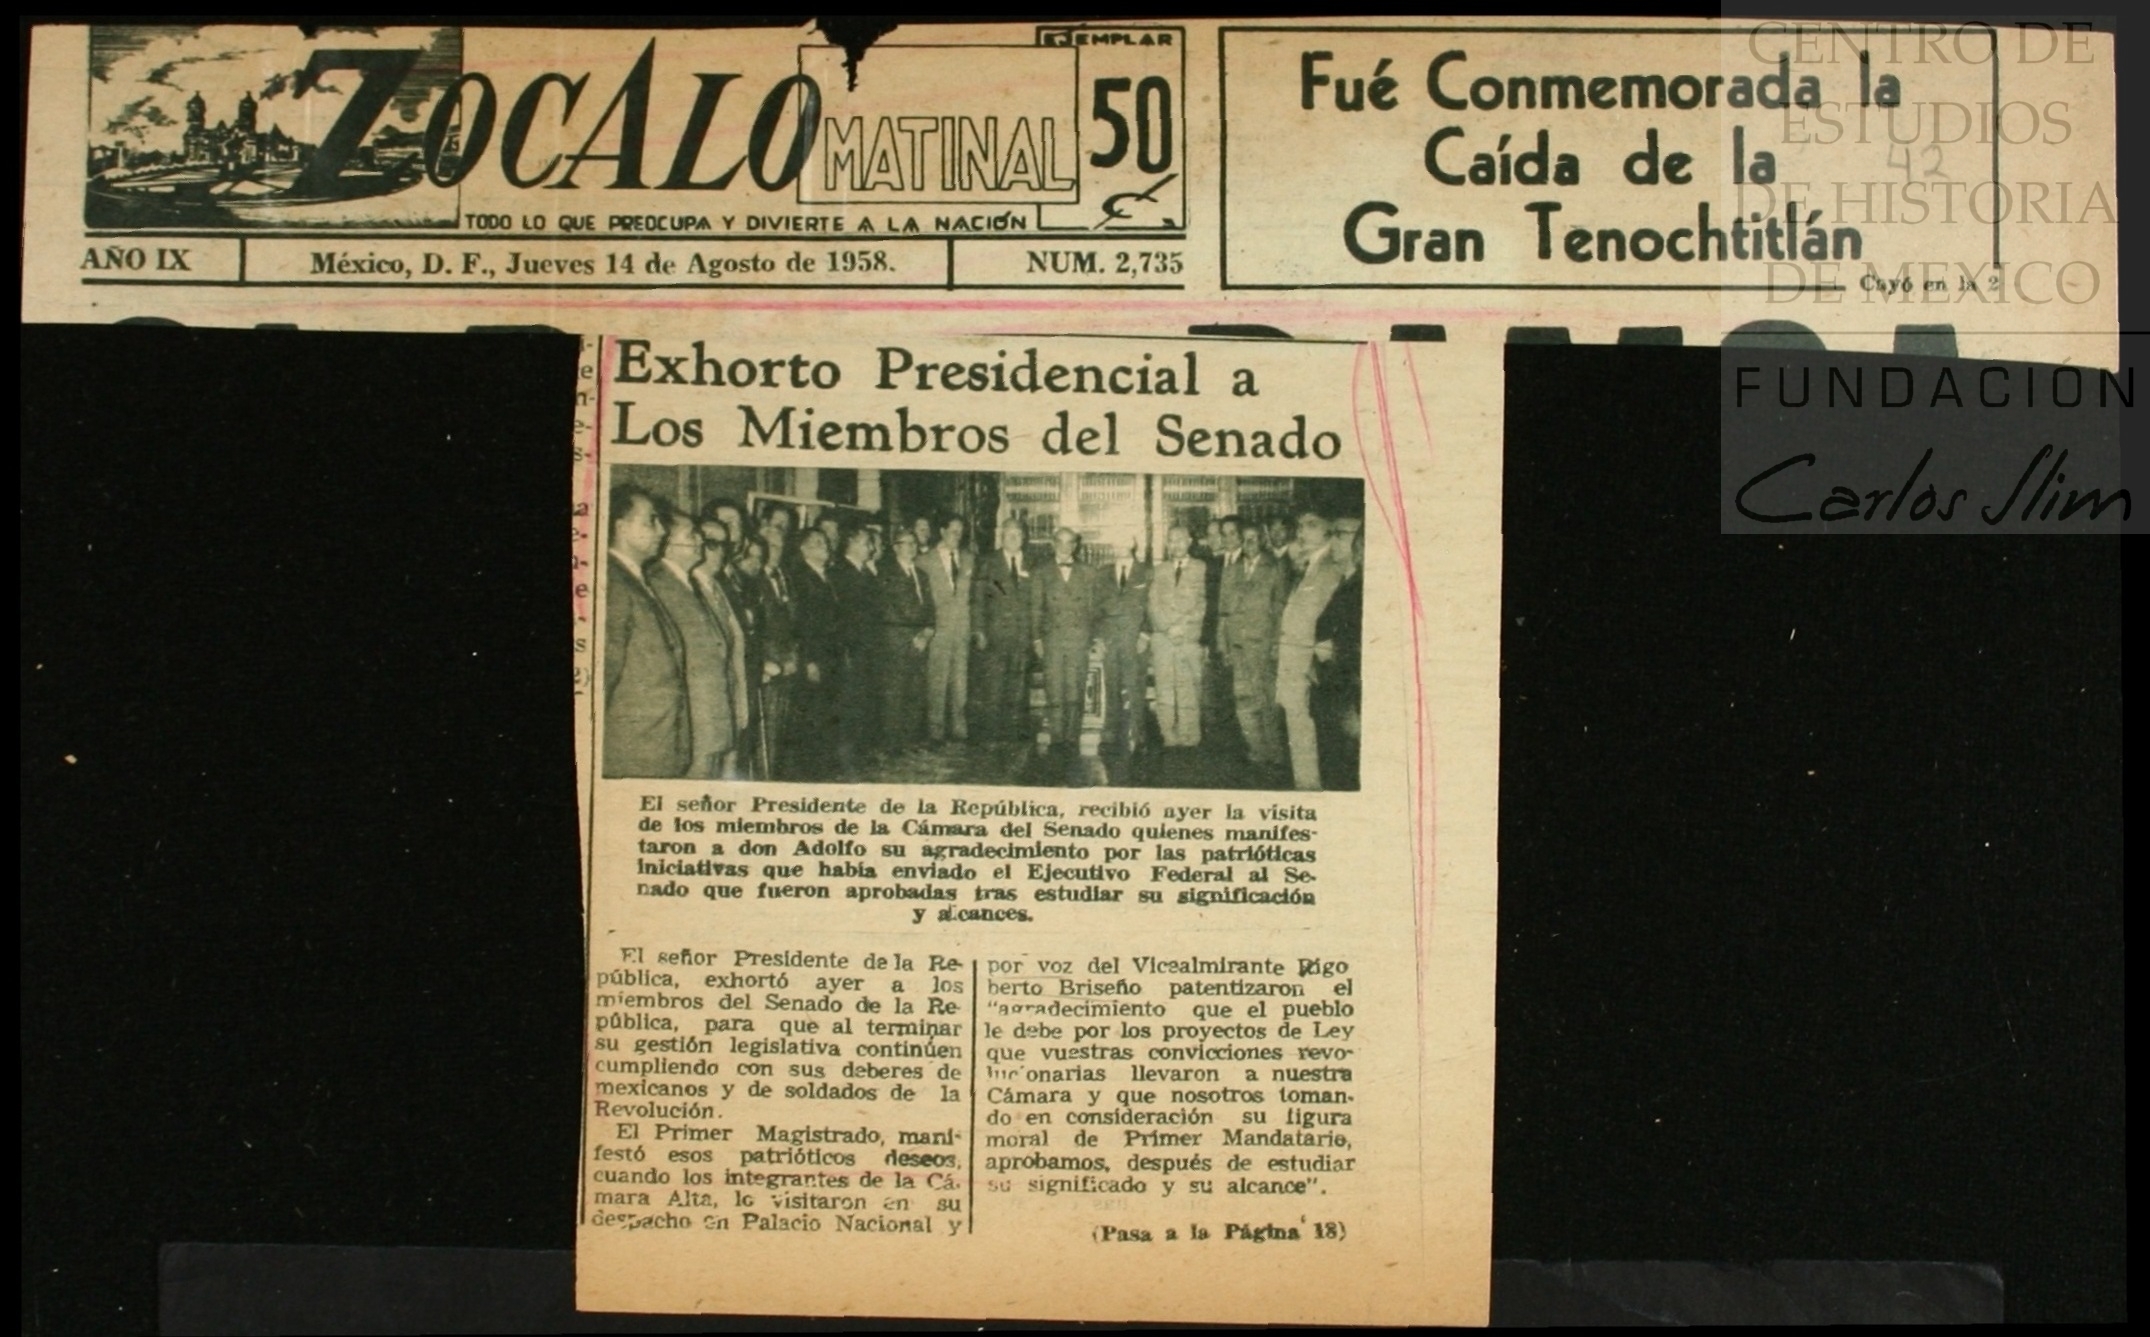 ZOCALO
MATINAL
EJEMPLAR
50
¢
TODO LO QUE PREOCUPA Y DIVIERTE A LA NACIÓN
AÑO IX
México, D. F., Jueves 14 de Agosto de 1958.
NUM. 2,735
Fué Conmemorada la
Caída de la
Gran Tenochtitlán
en la 2
42
CENTRO DE
ESTUDIOS
DE HISTORIA
DE MEXICO
FUNDACION
Carlos Slim
Exhorto Presidencial a
Los Miembros del Senado
El señor Presidente de la República, recibió ayer la visita
de los miembros de la Cámara del Senado quienes manifes-
taron a don Adolfo su agradecimiento por las patrióticas
iniciativas que había enviado el Ejecutivo Federal al Se-
nado que fueron aprobadas tras estudiar su significación
y alcances.
El señor Presidente de la Re-
pública, exhortó ayer a los
miembros del Senado de la Re-
pública, para que al terminar
su gestión legislativa continúen
cumpliendo con sus deberes de
mexicanos y de soldados de la
Revolución.
El Primer Magistrado, mani-
festó esos patrióticos deseos,
cuando los integrantes de la Cá-
mara Alta, lo visitaron en su
despacho en Palacio Nacional y
por voz del Vicealmirante Rigo
berto Briseño patentizaron el
"agradecimiento que el pueblo
le debe por los proyectos de Ley
que vuestras convicciones revo-
lucionarias llevaron a nuestra
Cámara y que nosotros toman-
do en consideración su figura
moral de Primer Mandatario,
aprobamos, después de estudiar
su significado y su alcance".
(Pasa a la Página 18)